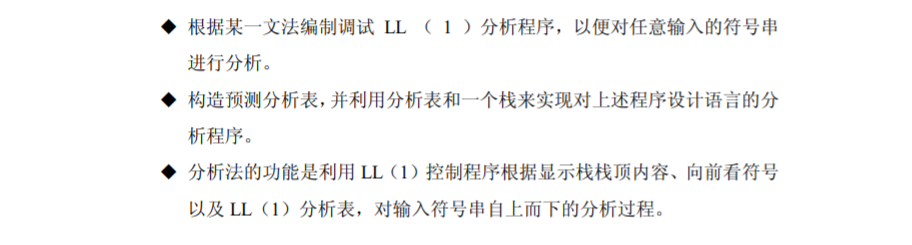 ◆ 根据某一文法编制调试 LL （ 1 ）分析程序，以便对任意输入的符号串
进行分析。
◆ 构造预测分析表，并利用分析表和一个栈来实现对上述程序设计语言的分
析程序。
◆ 分析法的功能是利用 LL（1）控制程序根据显示栈栈顶内容、向前看符号
以及 LL（1）分析表，对输入符号串自上而下的分析过程。